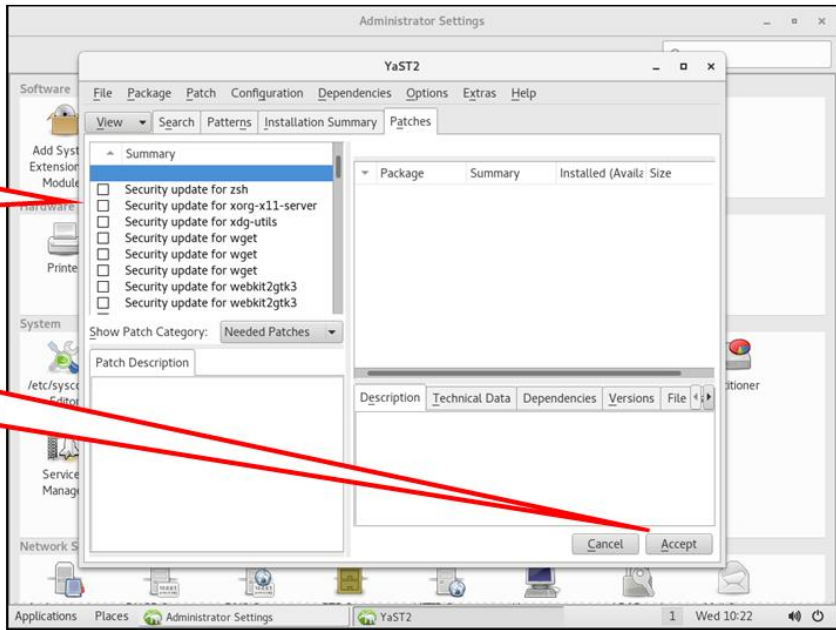 Administrator Settings
YaST2
Software
File Package Patch Configuration Dependencies Options Extras Help
View Search Patterns Installation Summary Patches
Summary
Package Summary Installed (Availa Size
Add Syst
Extension
Module
Security update for zsh
Security update for xorg-x11-server
Security update for xdg-utils
Security update for wget
Security update for wget
Security update for wget
Security update for webkit2gtk3
Security update for webkit2gtk3
Hardware
Printe
System
Show Patch Category: Needed Patches
Patch Description
/etc/sysco
Editor
itioner
Description Technical Data Dependencies Versions File
Service
Manag
Network S
Cancel Accept
Applications Places Administrator Settings YaST2 1 Wed 10:22